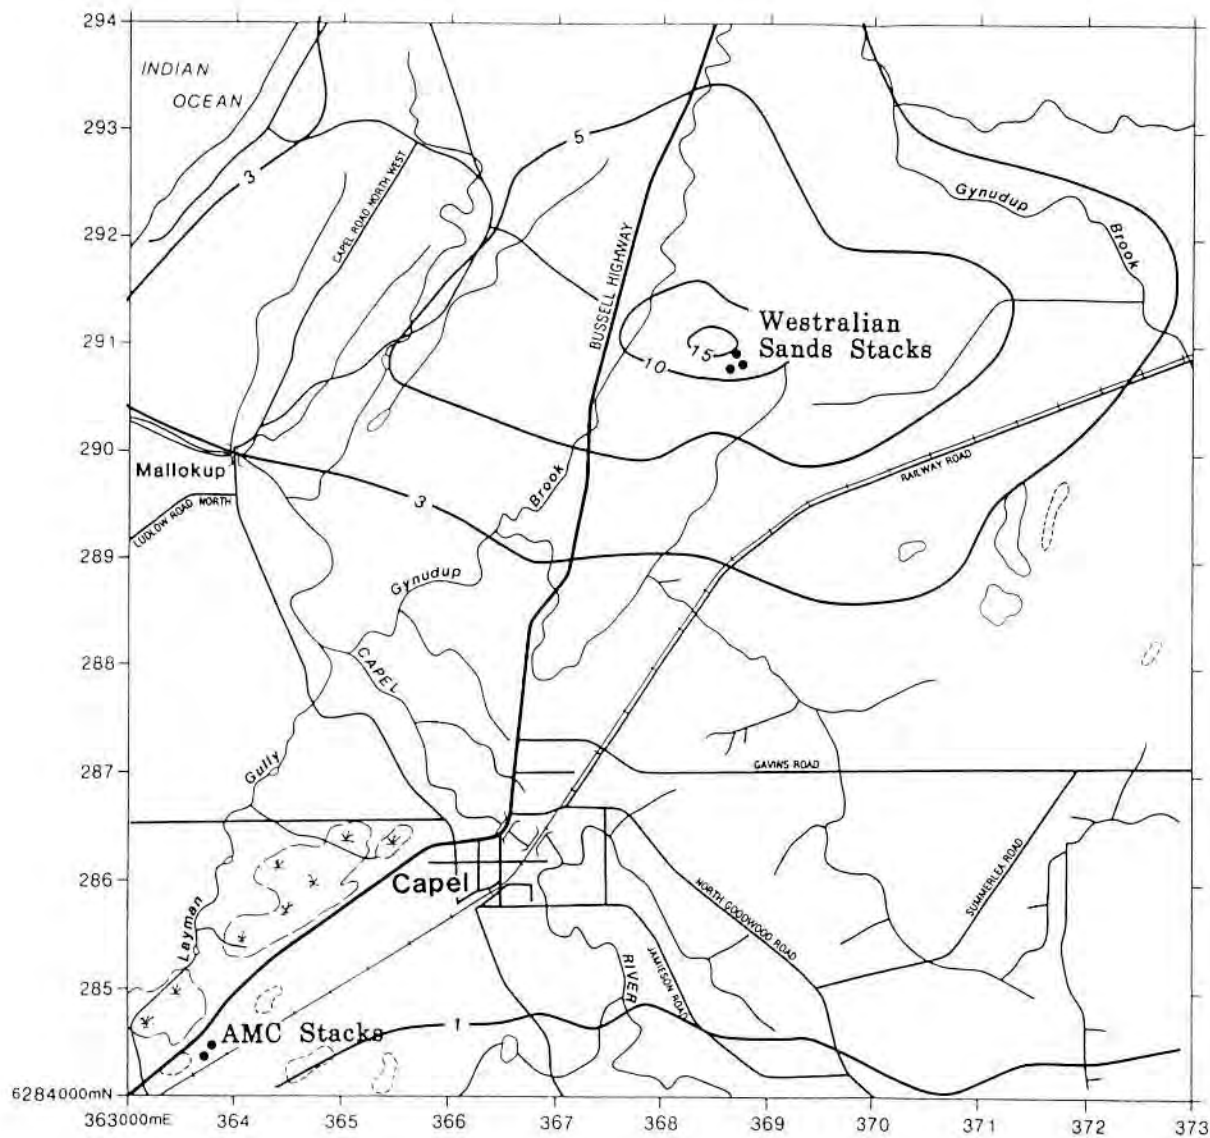 294
293
292
291
290
289
288
287
286
285
6284000mN
363000mE
364
365
366
367
368
369
370
371
372
373
INDIAN
OCEAN
3
5
CAPEL ROAD NORTH WEST
BUSSELL HIGHWAY
Gynudup
Brook
Westralian
Sands Stacks
15
10
Mallokup
LUDLOW ROAD NORTH
3
Brook
Gynudup
RAILWAY ROAD
CAPEL
Gully
GAVINS ROAD
Capel
Layman
NORTH GOODWOOD ROAD
SUMMERLEA ROAD
RIVER
JAMIESON ROAD
AMC Stacks
1